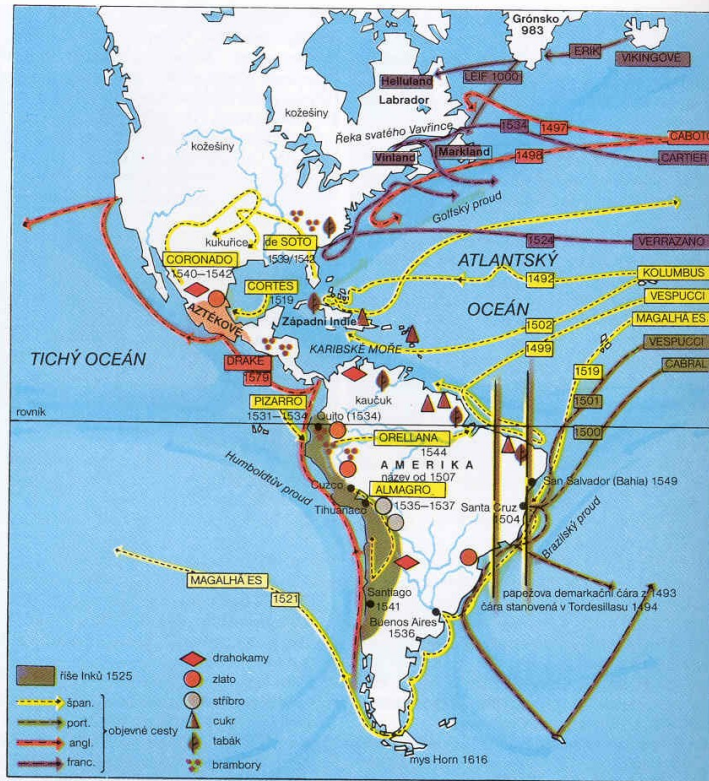 Grónsko
983
ERIK
VIKINGOVÉ
Helluland
LEIF 1000
Labrador
kožešiny
kožešiny
Řeka svatého Vavřince
1534
1497
CABOTO
Vinland
Markland
1498
CARTIER
Golfský proud
kukuřice
de SOTO
1539/1542
1524
VERRAZANO
CORONADO
1540—1542
ATLANTSKÝ
OCEÁN
1492
KOLUMBUS
CORTES
1519
VESPUCCI
AZTÉKOVÉ
Západní Indie
1502
MAGALHÃ ES
KARIBSKÉ MOŘE
1499
VESPUCCI
TICHÝ OCEÁN
DRAKE
1579
1519
CABRAL
kaučuk
1501
PIZARRO
1531—1534
Quito (1534)
1500
rovník
ORELLANA
1544
AMERIKA
název od 1507
Humboldtův proud
Cuzco
ALMAGRO
1535—1537
San Salvador (Bahia) 1549
Tihuanaco
Santa Cruz
1504
Brazilský proud
MAGALHÃ ES
1521
papežova demarkační čára z 1493
čára stanovená v Tordesillasu 1494
Santiago
1541
Buenos Aires
1536
říše Inků 1525
špan.
port.
angl.
franc.
objevné cesty
drahokamy
zlato
stříbro
cukr
tabák
brambory
mys Horn 1616